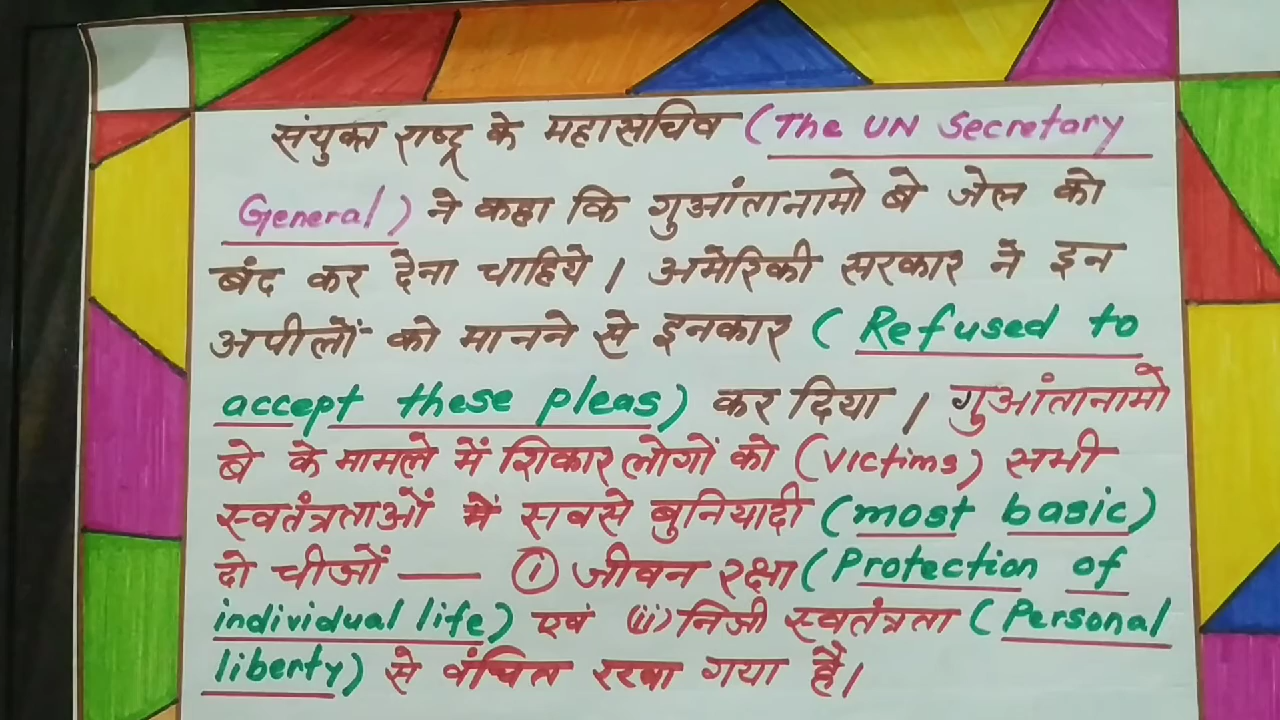 संयुक्त राष्ट्र के महासचिव (The UN Secretary
General) ने कहा कि गुआंतानामो बे जेल को
बंद कर देना चाहिये। अमेरिकी सरकार ने इन
अपीलों को मानने से इनकार (Refused to
accept these pleas) कर दिया। गुआंतानामो
बे के मामले में शिकार लोगों को (victims) सभी
स्वतंत्रताओं में सबसे बुनियादी (most basic)
दो चीजों — (i) जीवन रक्षा (Protection of
individual life) एवं (ii) निजी स्वतंत्रता (Personal
liberty) से वंचित रखा गया है।